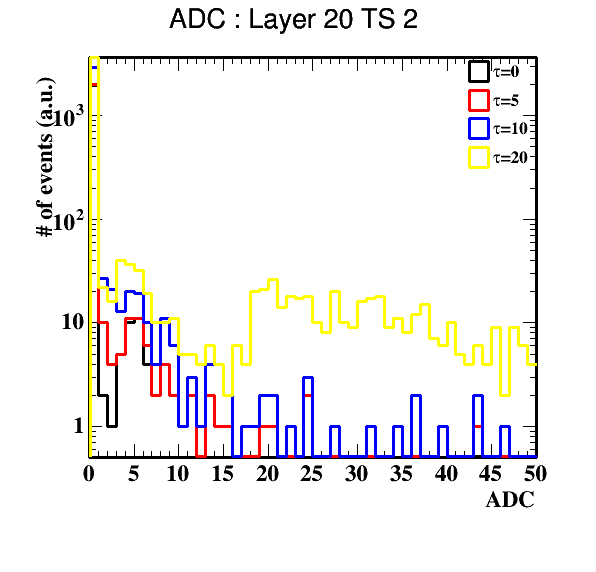 ADC : Layer 20 TS 2
# of events (a.u.)
10³
10²
10
1
τ=0
τ=5
τ=10
τ=20
0 5 10 15 20 25 30 35 40 45 50
ADC